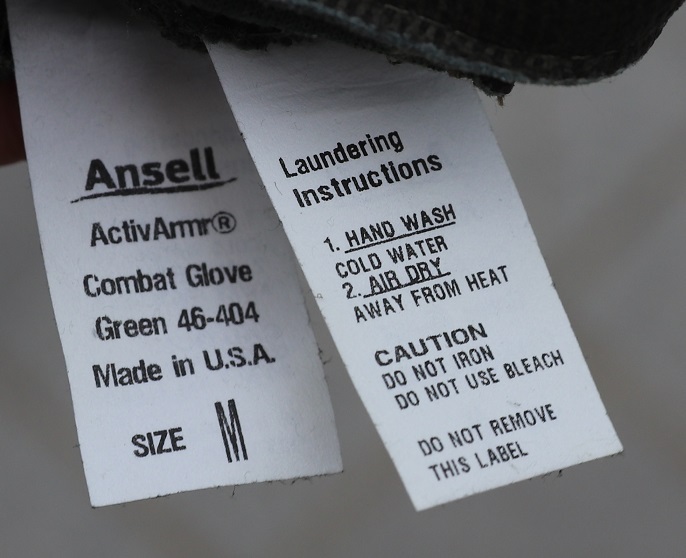 Ansell
ActivArmr®
Combat Glove
Green 46-404
Made in U.S.A.
SIZE M
Laundering
Instructions
1. HAND WASH
COLD WATER
2. AIR DRY
AWAY FROM HEAT
CAUTION
DO NOT IRON
DO NOT USE BLEACH
DO NOT REMOVE
THIS LABEL